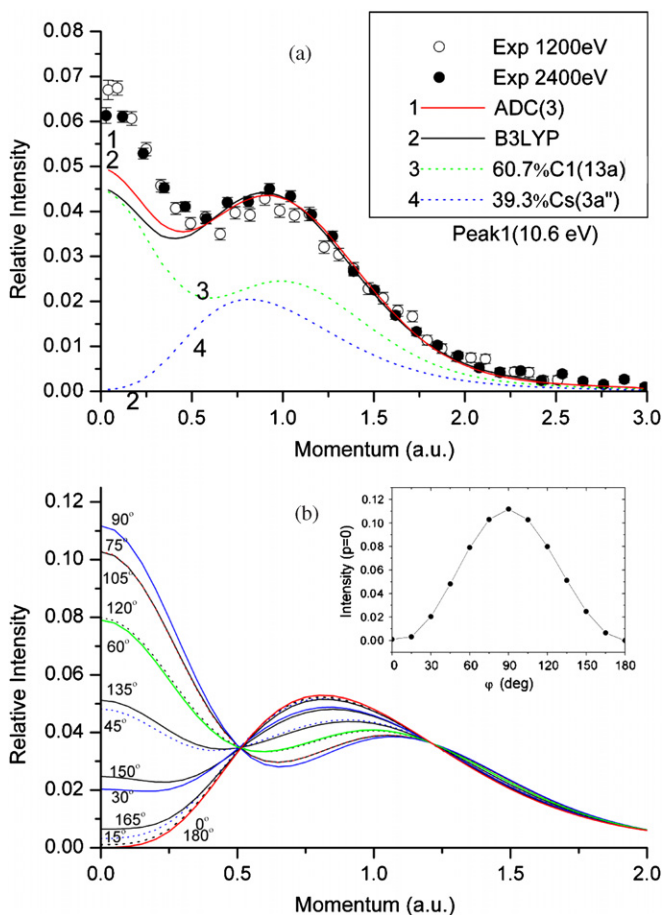 (a)
Exp 1200eV
Exp 2400eV
1 ADC(3)
2 B3LYP
3 60.7%C1(13a)
4 39.3%Cs(3a")
Peak1(10.6 eV)
0.08
0.07
0.06
0.05
0.04
0.03
0.02
0.01
0.00
Relative Intensity
1
2
3
4
2
0.0 0.5 1.0 1.5 2.0 2.5 3.0
Momentum (a.u.)
(b)
0.12
0.10
0.08
0.06
0.04
0.02
0.00
Relative Intensity
90°
75°
105°
120°
60°
135°
45°
150°
30°
165°
0°
15°
180°
0.12
0.10
0.08
0.06
0.04
0.02
0.00
Intensity (p=0)
0 45 90 135 180
φ (deg)
0.0 0.5 1.0 1.5 2.0
Momentum (a.u.)